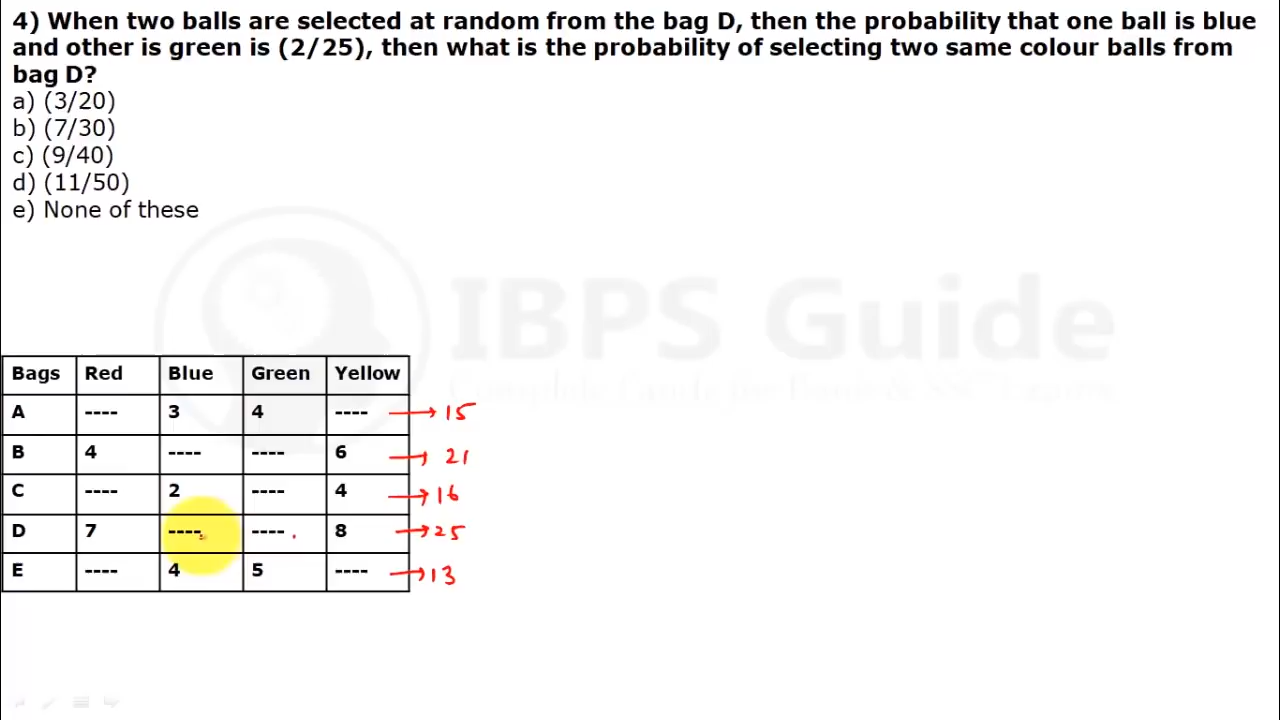 4) When two balls are selected at random from the bag D, then the probability that one ball is blue
and other is green is (2/25), then what is the probability of selecting two same colour balls from
bag D?
a) (3/20)
b) (7/30)
c) (9/40)
d) (11/50)
e) None of these
IBPS Guide
Bags Red Blue Green Yellow
A ---- 3 4 ---- → 15
B 4 ---- ---- 6 → 21
C ---- 2 ---- 4 → 16
D 7 ---- ---- 8 → 25
E ---- 4 5 ---- → 13